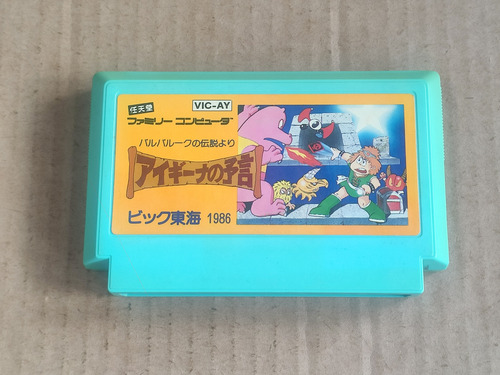 任天堂
VIC-AY
ファミリー コンピュータ
バルバルークの伝説より
アイギーナの予言
ビック東海 1986